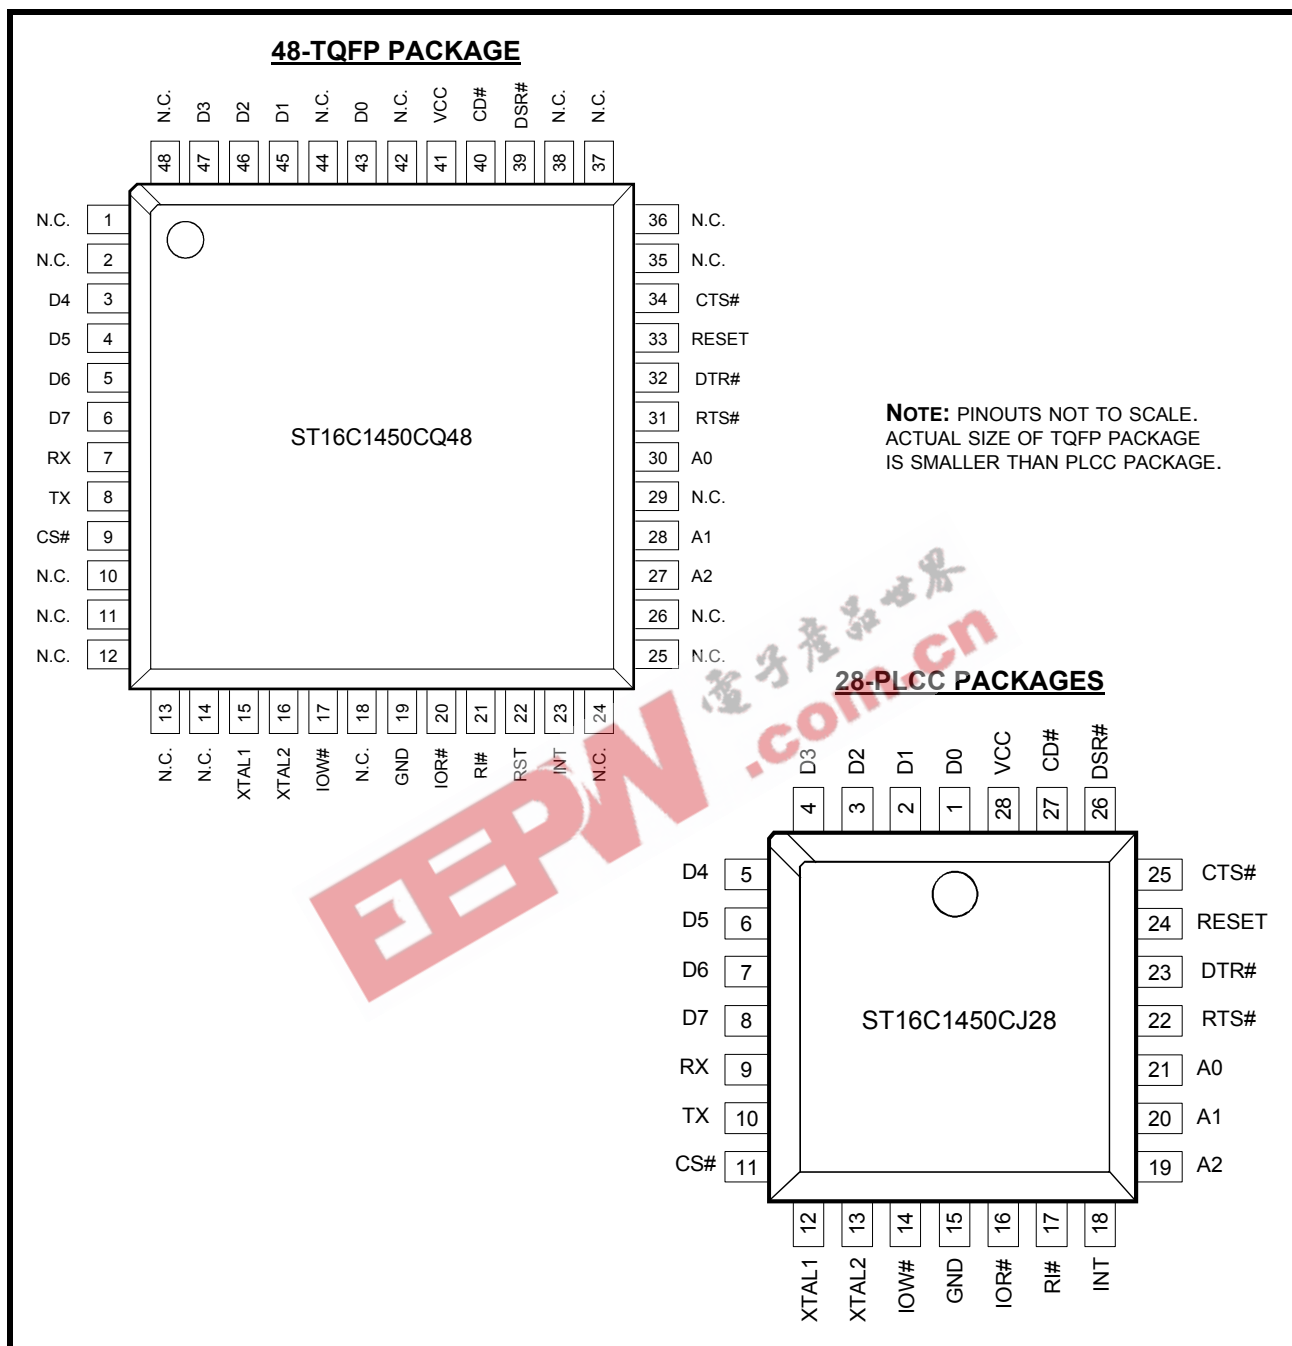 48-TQFP PACKAGE
N.C. D3 D2 D1 N.C. D0 N.C. VCC CD# DSR# N.C. N.C.
48 47 46 45 44 43 42 41 40 39 38 37
N.C. 1
N.C. 2
D4 3
D5 4
D6 5
D7 6
RX 7
TX 8
CS# 9
N.C. 10
N.C. 11
N.C. 12
ST16C1450CQ48
36 N.C.
35 N.C.
34 CTS#
33 RESET
32 DTR#
31 RTS#
30 A0
29 N.C.
28 A1
27 A2
26 N.C.
25 N.C.
13 14 15 16 17 18 19 20 21 22 23 24
N.C. N.C. XTAL1 XTAL2 IOW# N.C. GND IOR# RI# RST INT N.C.
NOTE: PINOUTS NOT TO SCALE.
ACTUAL SIZE OF TQFP PACKAGE
IS SMALLER THAN PLCC PACKAGE.
EEPW 電子產品世界
.com.cn
28-PLCC PACKAGES
D3 D2 D1 D0 VCC CD# DSR#
4 3 2 1 28 27 26
D4 5
D5 6
D6 7
D7 8
RX 9
TX 10
CS# 11
ST16C1450CJ28
25 CTS#
24 RESET
23 DTR#
22 RTS#
21 A0
20 A1
19 A2
12 13 14 15 16 17 18
XTAL1 XTAL2 IOW# GND IOR# RI# INT